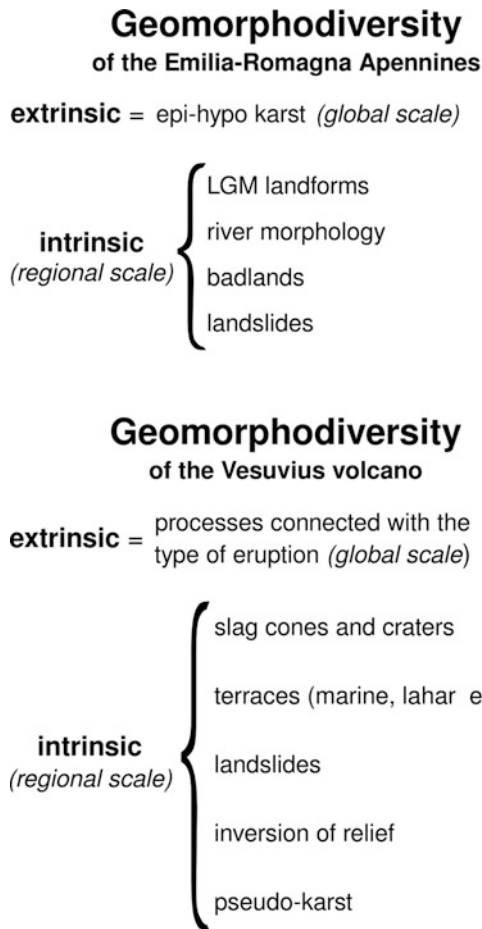 Geomorphodiversity
of the Emilia-Romagna Apennines
extrinsic = epi-hypo karst (global scale)
intrinsic
(regional scale)
LGM landforms
river morphology
badlands
landslides
Geomorphodiversity
of the Vesuvius volcano
extrinsic = processes connected with the
type of eruption (global scale)
intrinsic
(regional scale)
slag cones and craters
terraces (marine, lahar e
landslides
inversion of relief
pseudo-karst